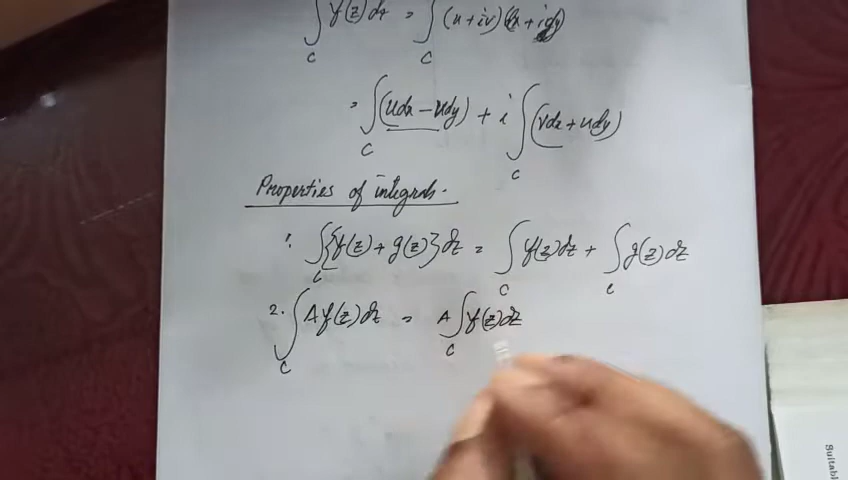 ∫_C f(z)dz = ∫_C (u+iv)(dx+idy)
= ∫_C (udx - vdy) + i ∫_C (vdx + udy)
Properties of integrals.
1. ∫_C {f(z) + g(z)} dz = ∫_C f(z)dz + ∫_C g(z)dz
2. ∫_C A f(z)dz = A ∫_C f(z)dz
Suitabl